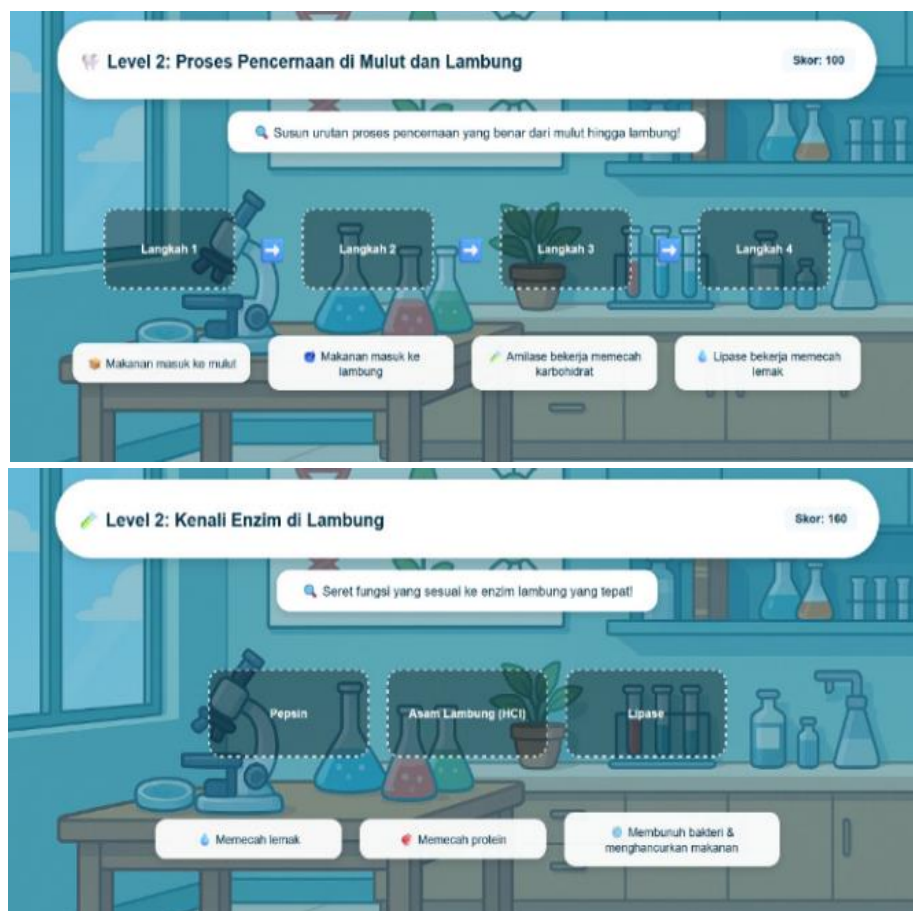 Level 2: Proses Pencernaan di Mulut dan Lambung
Skor: 100
Susun urutan proses pencernaan yang benar dari mulut hingga lambung!
Langkah 1
Langkah 2
Langkah 3
Langkah 4
Makanan masuk ke mulut
Makanan masuk ke
lambung
Amilase bekerja memecah
karbohidrat
Lipase bekerja memecah
lemak
Level 2: Kenali Enzim di Lambung
Skor: 160
Seret fungsi yang sesuai ke enzim lambung yang tepat!
Pepsin
Asam Lambung (HCl)
Lipase
Memecah lemak
Memecah protein
Membunuh bakteri &
menghancurkan makanan